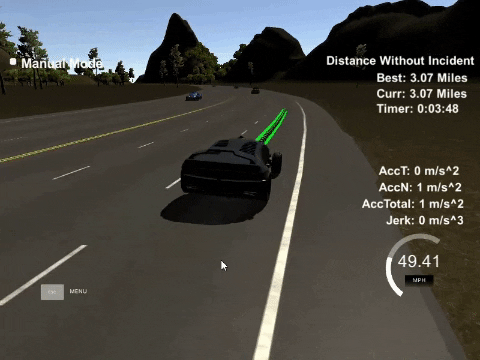 Manual Mode
Distance Without Incident
Best: 3.07 Miles
Curr: 3.07 Miles
Timer: 0:03:48
AccT: 0 m/s^2
AccN: 1 m/s^2
AccTotal: 1 m/s^2
Jerk: 0 m/s^3
49.41
MPH
MENU